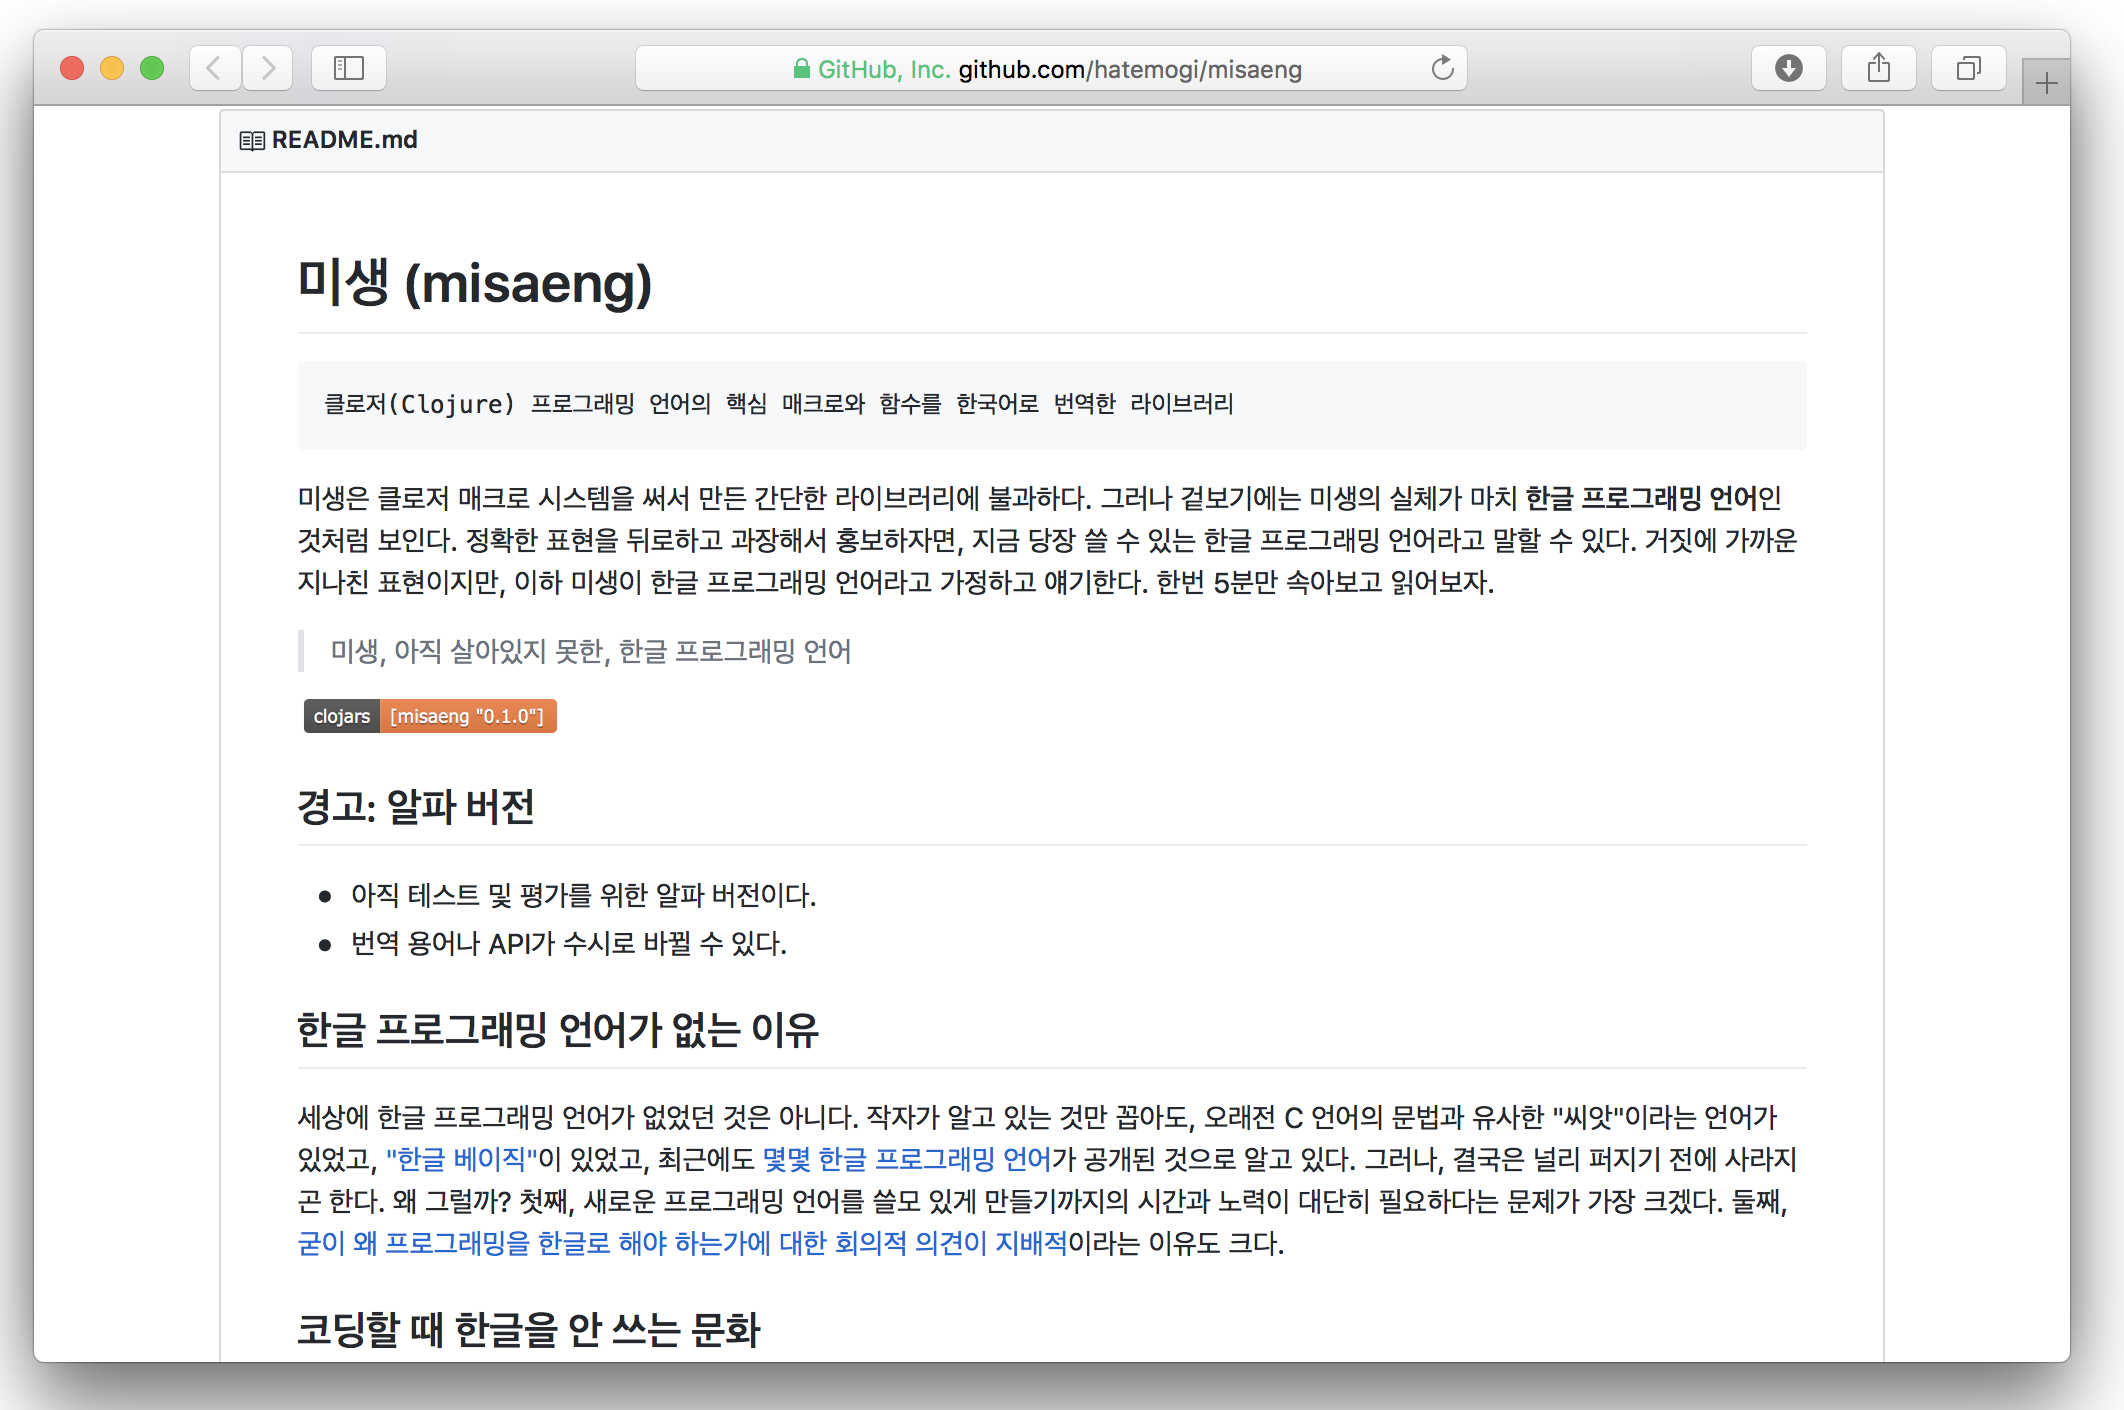 GitHub, Inc. github.com/hatemogi/misaeng
README.md
미생 (misaeng)
클로저(Clojure) 프로그래밍 언어의 핵심 매크로와 함수를 한국어로 번역한 라이브러리
미생은 클로저 매크로 시스템을 써서 만든 간단한 라이브러리에 불과하다. 그러나 겉보기에는 미생의 실체가 마치 한글 프로그래밍 언어인
것처럼 보인다. 정확한 표현을 뒤로하고 과장해서 홍보하자면, 지금 당장 쓸 수 있는 한글 프로그래밍 언어라고 말할 수 있다. 거짓에 가까운
지나친 표현이지만, 이하 미생이 한글 프로그래밍 언어라고 가정하고 얘기한다. 한번 5분만 속아보고 읽어보자.
미생, 아직 살아있지 못한, 한글 프로그래밍 언어
clojars [misaeng "0.1.0"]
경고: 알파 버전
아직 테스트 및 평가를 위한 알파 버전이다.
번역 용어나 API가 수시로 바뀔 수 있다.
한글 프로그래밍 언어가 없는 이유
세상에 한글 프로그래밍 언어가 없었던 것은 아니다. 작자가 알고 있는 것만 꼽아도, 오래전 C 언어의 문법과 유사한 "씨앗"이라는 언어가
있었고, "한글 베이직"이 있었고, 최근에도 몇몇 한글 프로그래밍 언어가 공개된 것으로 알고 있다. 그러나, 결국은 널리 퍼지기 전에 사라지
곤 한다. 왜 그럴까? 첫째, 새로운 프로그래밍 언어를 쓸모 있게 만들기까지의 시간과 노력이 대단히 필요하다는 문제가 가장 크겠다. 둘째,
굳이 왜 프로그래밍을 한글로 해야 하는가에 대한 회의적 의견이 지배적이라는 이유도 크다.
코딩할 때 한글을 안 쓰는 문화